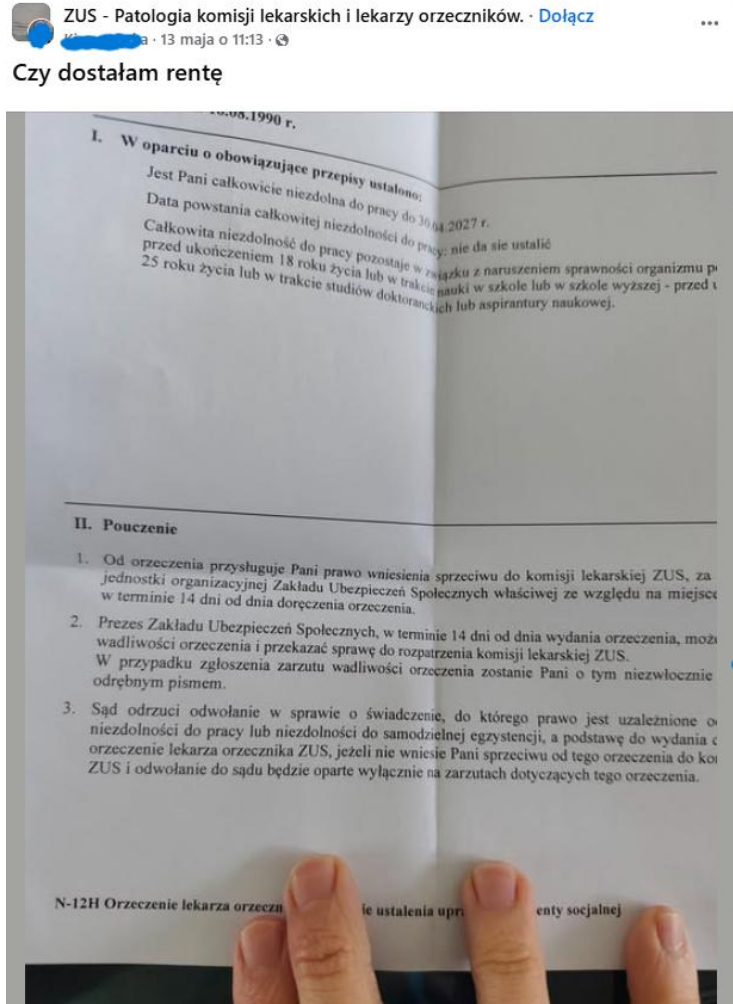 ZUS - Patologia komisji lekarskich i lekarzy orzeczników. · Dołącz
a · 13 maja o 11:13 ·
Czy dostałam rentę
.08.1990 r.
I. W oparciu o obowiązujące przepisy ustalono:
Jest Pani całkowicie niezdolna do pracy do 30.04.2027 r.
Data powstania całkowitej niezdolności do pracy: nie da sie ustalić
Całkowita niezdolność do pracy pozostaje w związku z naruszeniem sprawności organizmu
przed ukończeniem 18 roku życia lub w trakcie nauki w szkole lub w szkole wyższej - przed
25 roku życia lub w trakcie studiów doktoranckich lub aspirantury naukowej.
II. Pouczenie
1. Od orzeczenia przysługuje Pani prawo wniesienia sprzeciwu do komisji lekarskiej ZUS, za
jednostki organizacyjnej Zakładu Ubezpieczeń Społecznych właściwej ze względu na miejsce
w terminie 14 dni od dnia doręczenia orzeczenia.
2. Prezes Zakładu Ubezpieczeń Społecznych, w terminie 14 dni od dnia wydania orzeczenia, może
wadliwości orzeczenia i przekazać sprawę do rozpatrzenia komisji lekarskiej ZUS.
W przypadku zgłoszenia zarzutu wadliwości orzeczenia zostanie Pani o tym niezwłocznie
odrębnym pismem.
3. Sąd odrzuci odwołanie w sprawie o świadczenie, do którego prawo jest uzależnione
niezdolności do pracy lub niezdolności do samodzielnej egzystencji, a podstawę do wydania
orzeczenie lekarza orzecznika ZUS, jeżeli nie wniesie Pani sprzeciwu od tego orzeczenia do
ZUS i odwołanie do sądu będzie oparte wyłącznie na zarzutach dotyczących tego orzeczenia.
N-12H Orzeczenie lekarza orzeczn ie ustalenia upr enty socjalnej